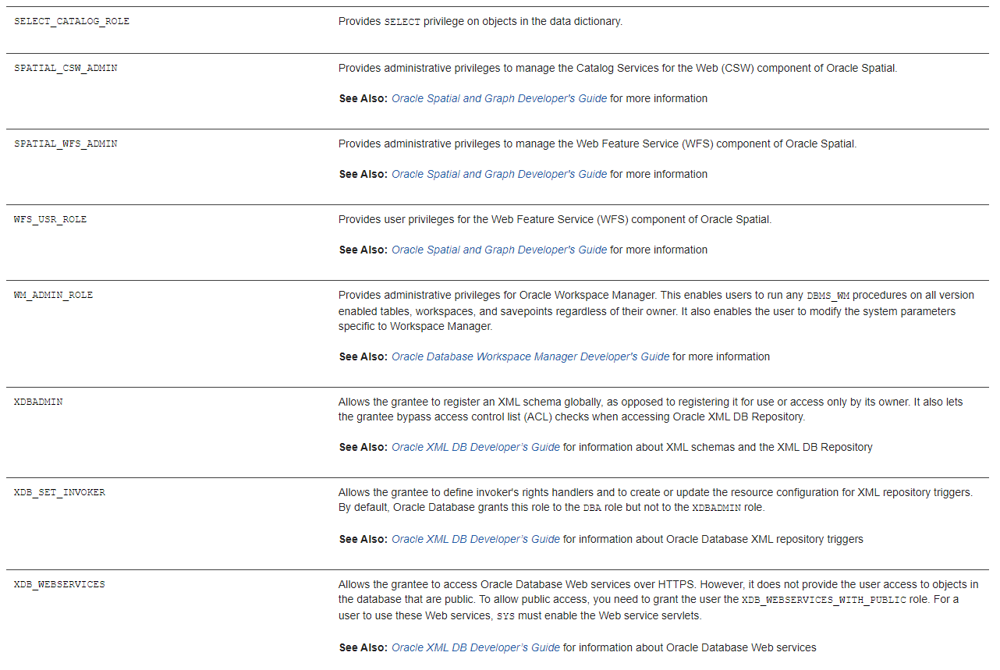 SELECT_CATALOG_ROLE
Provides SELECT privilege on objects in the data dictionary.
SPATIAL_CSW_ADMIN
Provides administrative privileges to manage the Catalog Services for the Web (CSW) component of Oracle Spatial.
See Also: Oracle Spatial and Graph Developer's Guide for more information
SPATIAL_WFS_ADMIN
Provides administrative privileges to manage the Web Feature Service (WFS) component of Oracle Spatial.
See Also: Oracle Spatial and Graph Developer's Guide for more information
WFS_USR_ROLE
Provides user privileges for the Web Feature Service (WFS) component of Oracle Spatial.
See Also: Oracle Spatial and Graph Developer's Guide for more information
WM_ADMIN_ROLE
Provides administrative privileges for Oracle Workspace Manager. This enables users to run any DBMS_WM procedures on all version
enabled tables, workspaces, and savepoints regardless of their owner. It also enables the user to modify the system parameters
specific to Workspace Manager.
See Also: Oracle Database Workspace Manager Developer's Guide for more information
XDBADMIN
Allows the grantee to register an XML schema globally, as opposed to registering it for use or access only by its owner. It also lets
the grantee bypass access control list (ACL) checks when accessing Oracle XML DB Repository.
See Also: Oracle XML DB Developer’s Guide for information about XML schemas and the XML DB Repository
XDB_SET_INVOKER
Allows the grantee to define invoker's rights handlers and to create or update the resource configuration for XML repository triggers.
By default, Oracle Database grants this role to the DBA role but not to the XDBADMIN role.
See Also: Oracle XML DB Developer’s Guide for information about Oracle Database XML repository triggers
XDB_WEBSERVICES
Allows the grantee to access Oracle Database Web services over HTTPS. However, it does not provide the user access to objects in
the database that are public. To allow public access, you need to grant the user the XDB_WEBSERVICES_WITH_PUBLIC role. For a
user to use these Web services, SYS must enable the Web service servlets.
See Also: Oracle XML DB Developer’s Guide for information about Oracle Database Web services